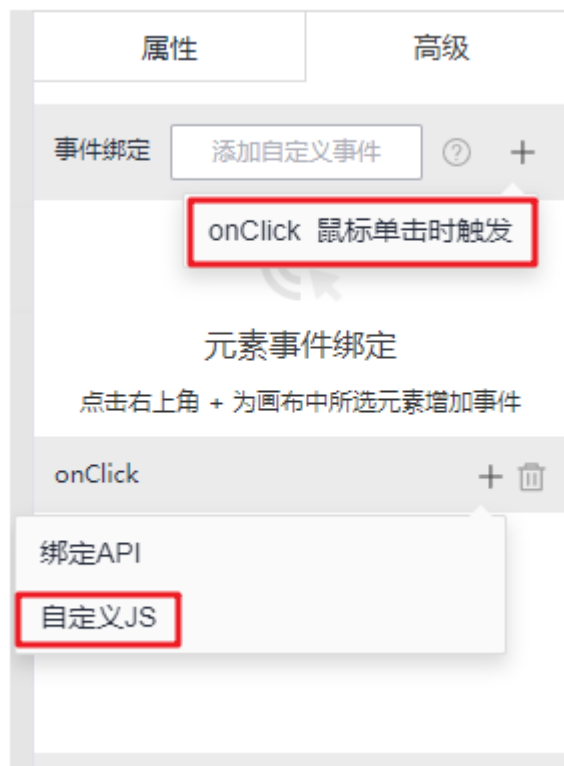 属性 高级
事件绑定 添加自定义事件 ? +
onClick 鼠标单击时触发
元素事件绑定
点击右上角 + 为画布中所选元素增加事件
onClick +
绑定API
自定义JS